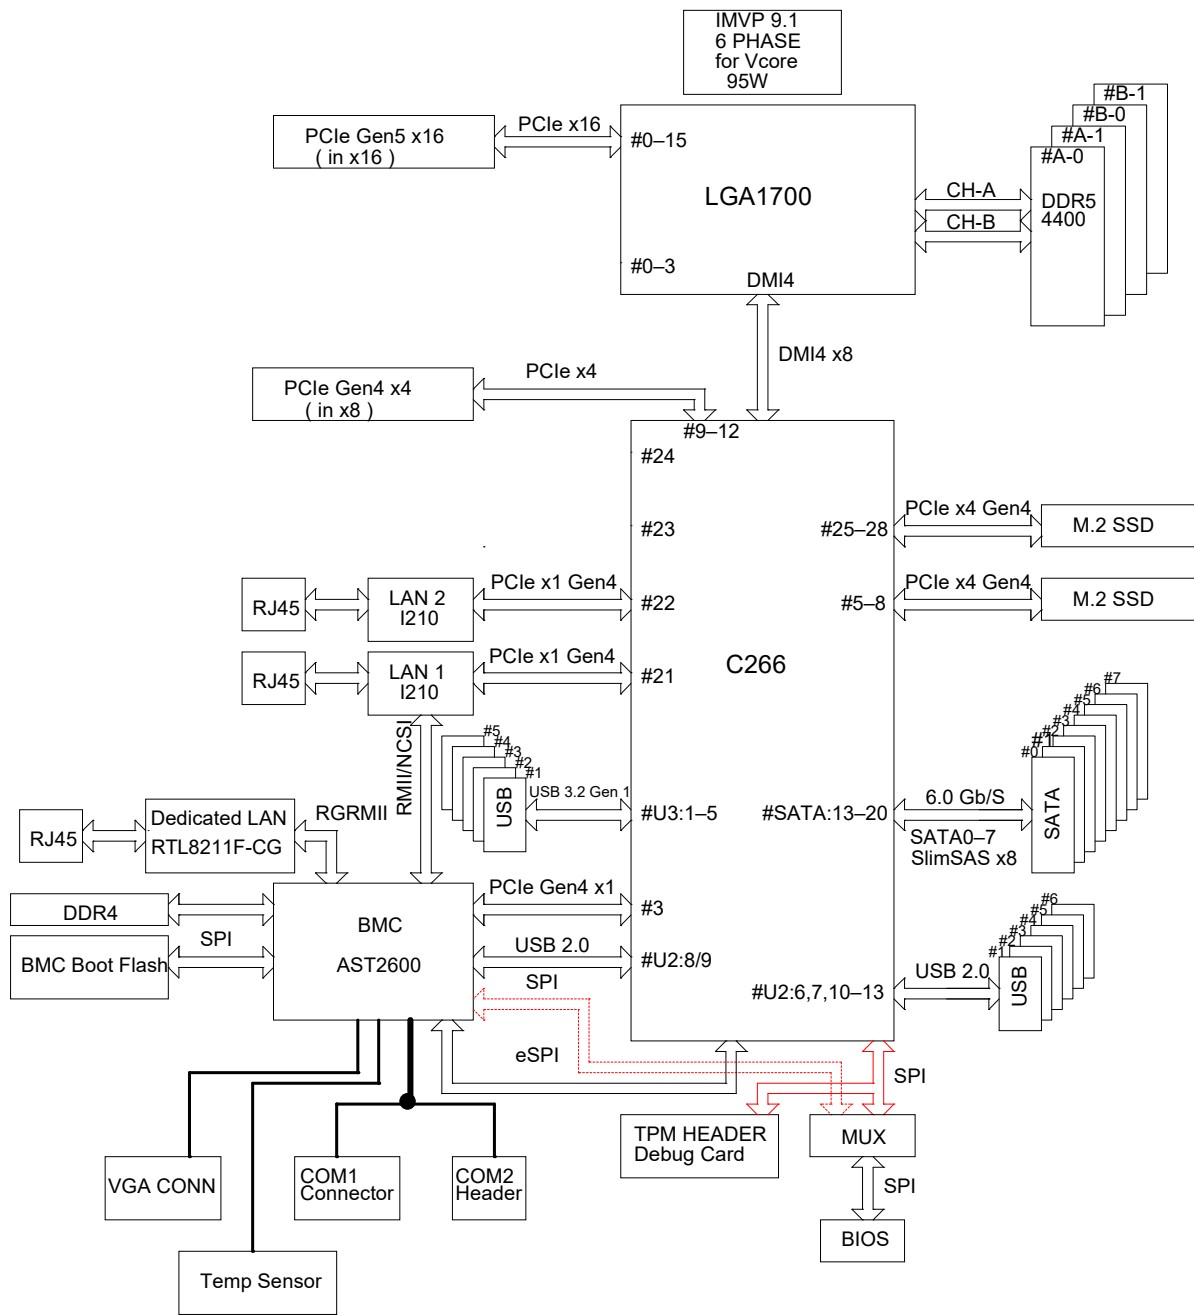 IMVP 9.1
6 PHASE
for Vcore
95W
#B-1
#B-0
#A-1
#A-0
PCIe Gen5 x16
( in x16 )
PCIe x16
#0–15
LGA1700
CH-A
CH-B
DDR5
4400
#0–3
DMI4
DMI4 x8
PCIe Gen4 x4
( in x8 )
PCIe x4
#9–12
#24
#23
#25–28
PCIe x4 Gen4
M.2 SSD
RJ45
LAN 2
I210
PCIe x1 Gen4
#22
#5–8
PCIe x4 Gen4
M.2 SSD
C266
RJ45
LAN 1
I210
PCIe x1 Gen4
#21
RMII/NCSI
#5
#4
#3
#2
#1
USB
USB 3.2 Gen 1
#U3:1–5
#7
#6
#5
#4
#3
#2
#1
#0
SATA
#SATA:13–20
6.0 Gb/S
SATA0–7
SlimSAS x8
RJ45
Dedicated LAN
RTL8211F-CG
RGRMII
DDR4
BMC Boot Flash
SPI
BMC
AST2600
PCIe Gen4 x1
#3
USB 2.0
#U2:8/9
SPI
eSPI
#U2:6,7,10–13
USB 2.0
#6
#5
#4
#3
#2
#1
USB
SPI
TPM HEADER
Debug Card
MUX
SPI
BIOS
VGA CONN
COM1
Connector
COM2
Header
Temp Sensor